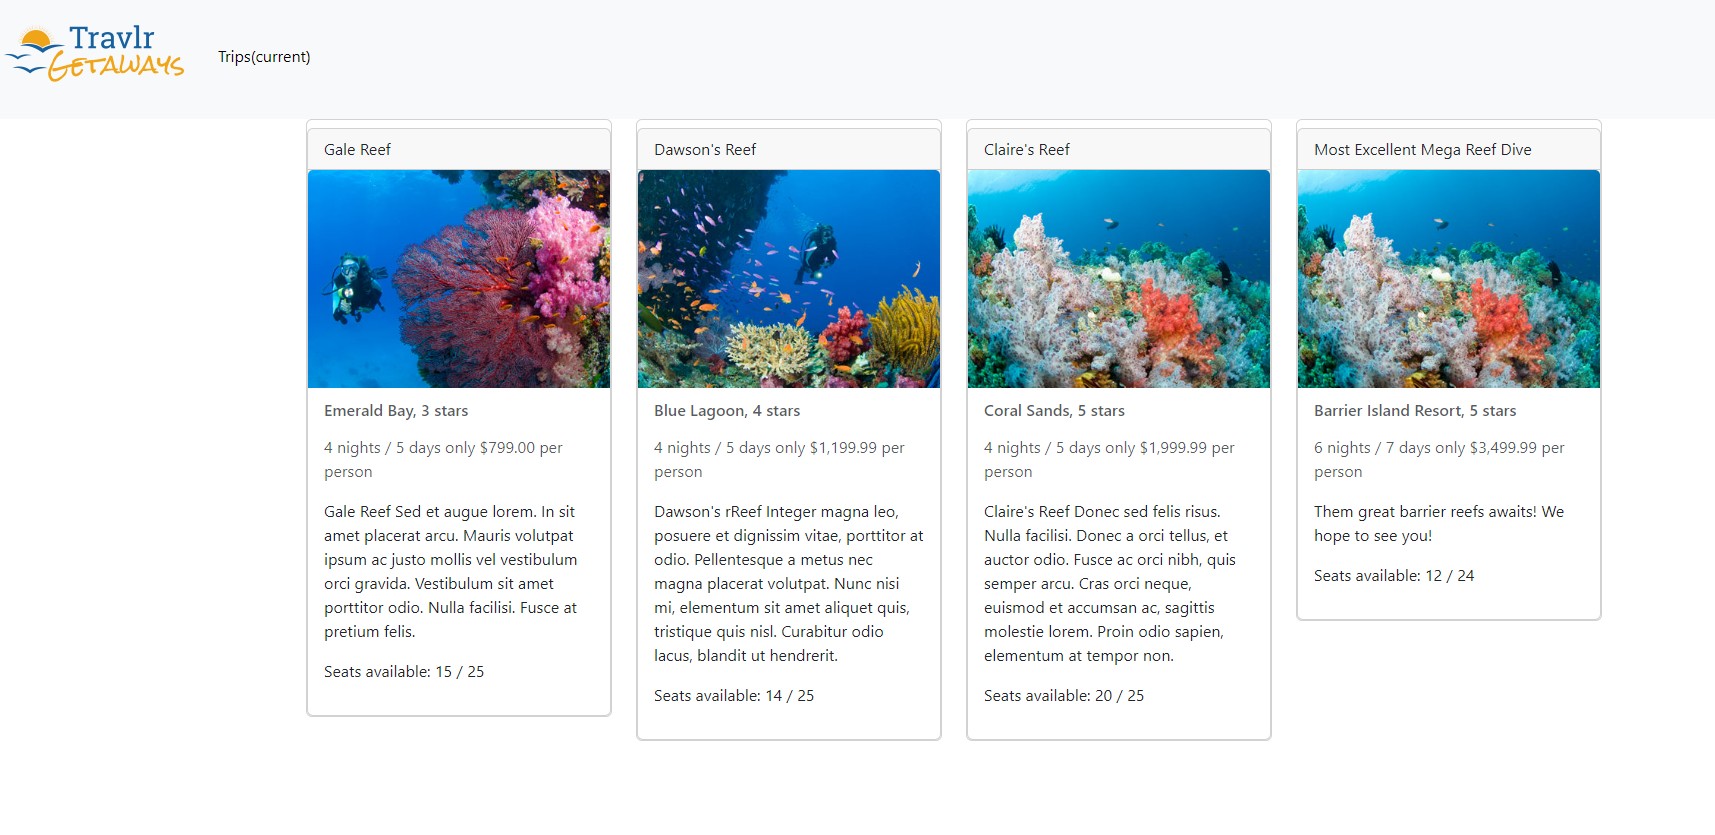 Travlr
Getaways
Trips(current)
Gale Reef
Emerald Bay, 3 stars
4 nights / 5 days only $799.00 per
person
Gale Reef Sed et augue lorem. In sit
amet placerat arcu. Mauris volutpat
ipsum ac justo mollis vel vestibulum
orci gravida. Vestibulum sit amet
porttitor odio. Nulla facilisi. Fusce at
pretium felis.
Seats available: 15 / 25
Dawson's Reef
Blue Lagoon, 4 stars
4 nights / 5 days only $1,199.99 per
person
Dawson's rReef Integer magna leo,
posuere et dignissim vitae, porttitor at
odio. Pellentesque a metus nec
magna placerat volutpat. Nunc nisi
mi, elementum sit amet aliquet quis,
tristique quis nisl. Curabitur odio
lacus, blandit ut hendrerit.
Seats available: 14 / 25
Claire's Reef
Coral Sands, 5 stars
4 nights / 5 days only $1,999.99 per
person
Claire's Reef Donec sed felis risus.
Nulla facilisi. Donec a orci tellus, et
auctor odio. Fusce ac orci nibh, quis
semper arcu. Cras orci neque,
euismod et accumsan ac, sagittis
molestie lorem. Proin odio sapien,
elementum at tempor non.
Seats available: 20 / 25
Most Excellent Mega Reef Dive
Barrier Island Resort, 5 stars
6 nights / 7 days only $3,499.99 per
person
Them great barrier reefs awaits! We
hope to see you!
Seats available: 12 / 24